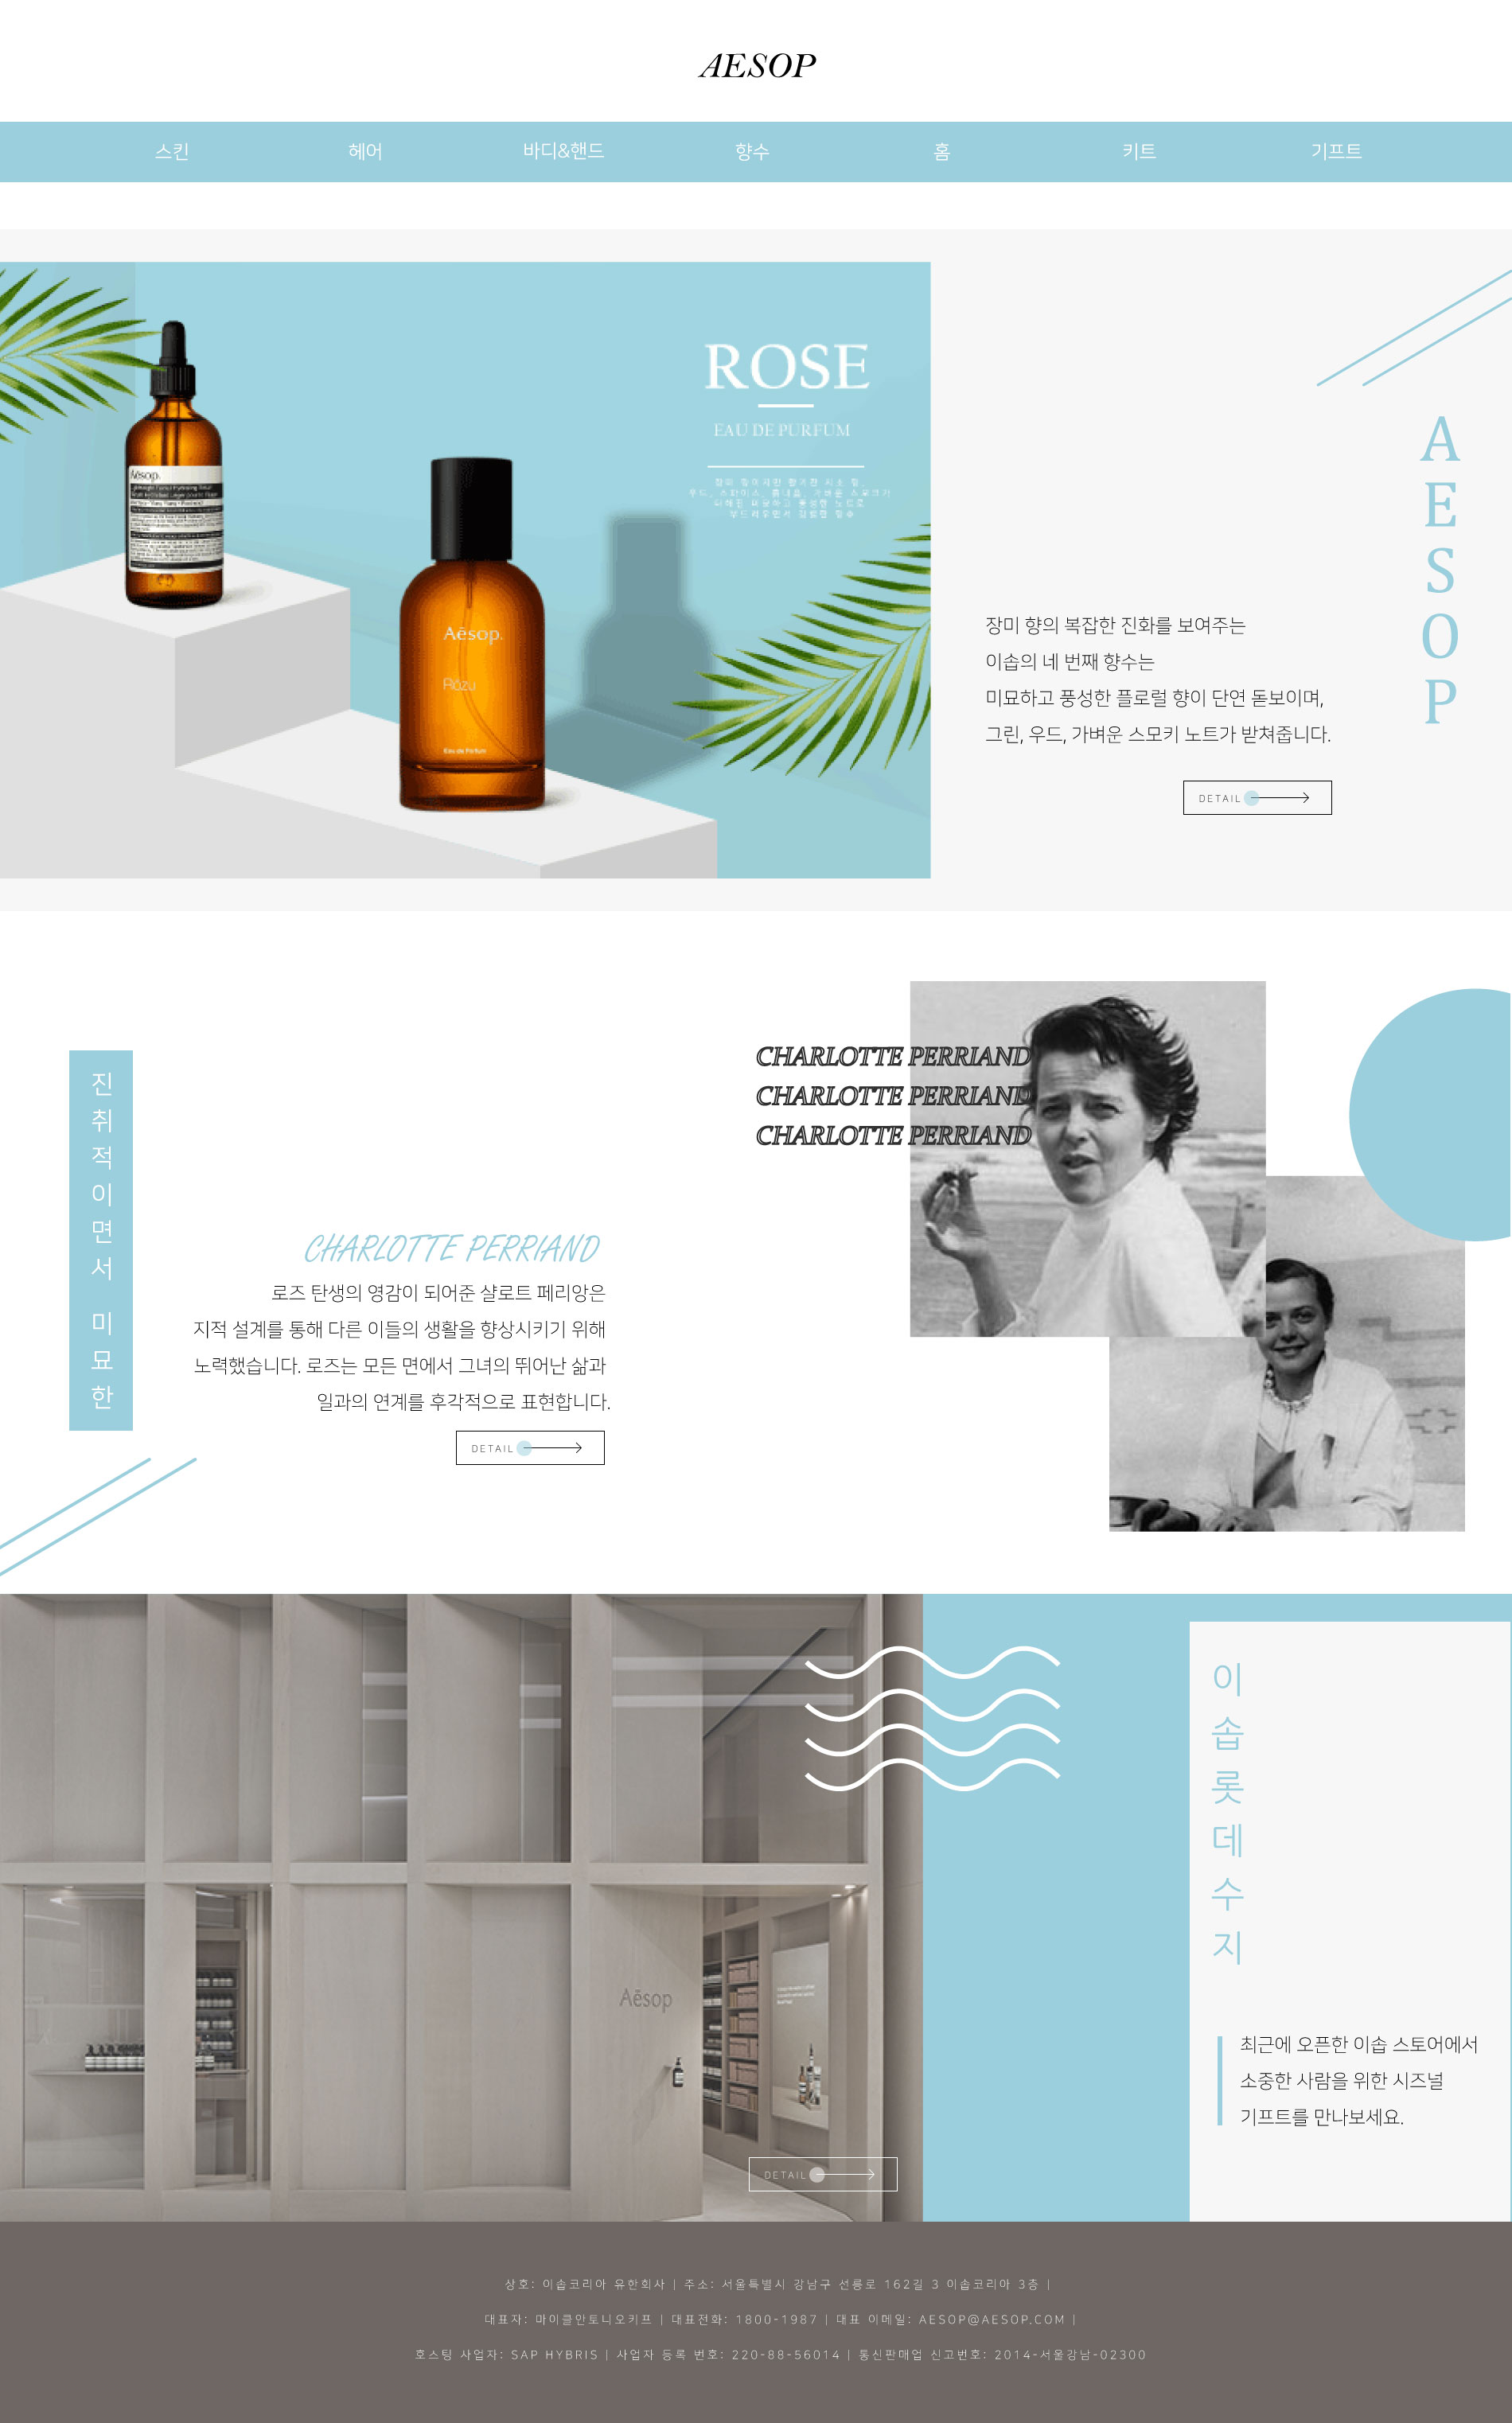 AESOP
스킨 헤어 바디&핸드 향수 홈 키트 기프트
ROSE
EAU DE PURFUM
Aēsop.
Aēsop.
Rōzu
Eau de Parfum
AESOP
장미 향의 복잡한 진화를 보여주는
이솝의 네 번째 향수는
미묘하고 풍성한 플로럴 향이 단연 돋보이며,
그린, 우드, 가벼운 스모키 노트가 받쳐줍니다.
DETAIL
진취적이면서 미묘한
CHARLOTTE PERRIAND
로즈 탄생의 영감이 되어준 샬로트 페리앙은
지적 설계를 통해 다른 이들의 생활을 향상시키기 위해
노력했습니다. 로즈는 모든 면에서 그녀의 뛰어난 삶과
일과의 연계를 후각적으로 표현합니다.
DETAIL
CHARLOTTE PERRIAND
CHARLOTTE PERRIAND
CHARLOTTE PERRIAND
Aēsop
DETAIL
이솝롯데수지
최근에 오픈한 이솝 스토어에서
소중한 사람을 위한 시즈널
기프트를 만나보세요.
상호: 이솝코리아 유한회사 | 주소: 서울특별시 강남구 선릉로 162길 3 이솝코리아 3층 |
대표자: 마이클안토니오키프 | 대표전화: 1800-1987 | 대표 이메일: AESOP@AESOP.COM |
호스팅 사업자: SAP HYBRIS | 사업자 등록 번호: 220-88-56014 | 통신판매업 신고번호: 2014-서울강남-02300